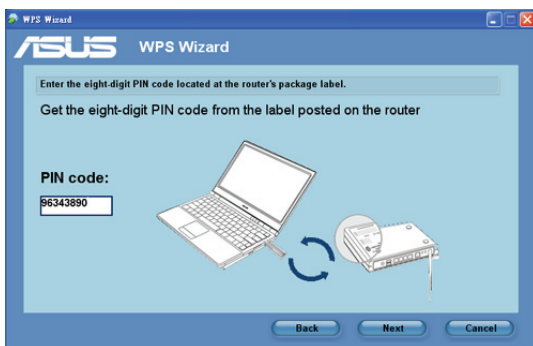 WPS Wizard
ASUS WPS Wizard
Enter the eight-digit PIN code located at the router's package label.
Get the eight-digit PIN code from the label posted on the router
PIN code:
96343890
Back Next Cancel